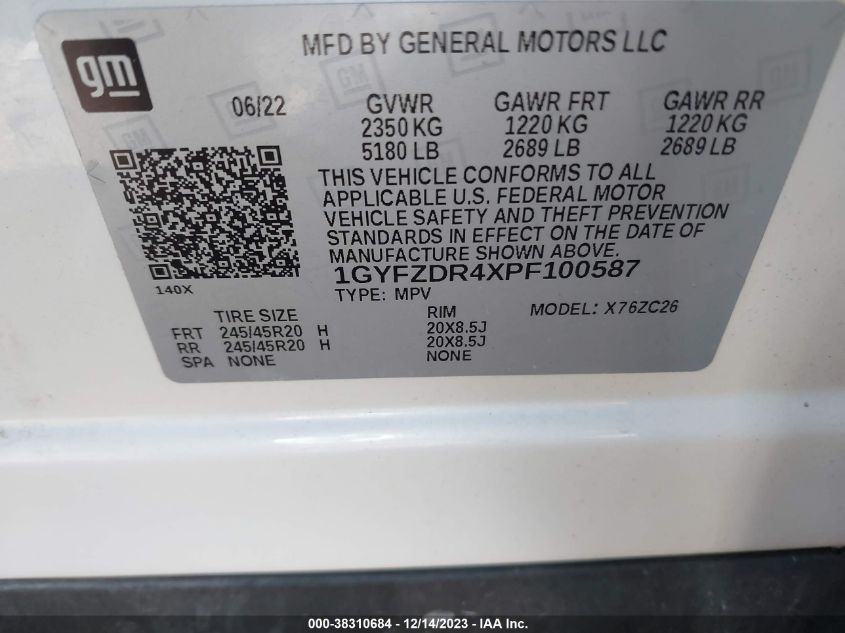 MFD BY GENERAL MOTORS LLC
gm
06/22 GVWR GAWR FRT GAWR RR
2350 KG 1220 KG 1220 KG
5180 LB 2689 LB 2689 LB
THIS VEHICLE CONFORMS TO ALL
APPLICABLE U.S. FEDERAL MOTOR
VEHICLE SAFETY AND THEFT PREVENTION
STANDARDS IN EFFECT ON THE DATE OF
MANUFACTURE SHOWN ABOVE.
1GYFZDR4XPF100587
140X
TYPE: MPV MODEL: X76ZC26
TIRE SIZE RIM
FRT 245/45R20 H 20X8.5J
RR 245/45R20 H 20X8.5J
SPA NONE NONE
000-38310684 / 12/14/2023 - IAA Inc.